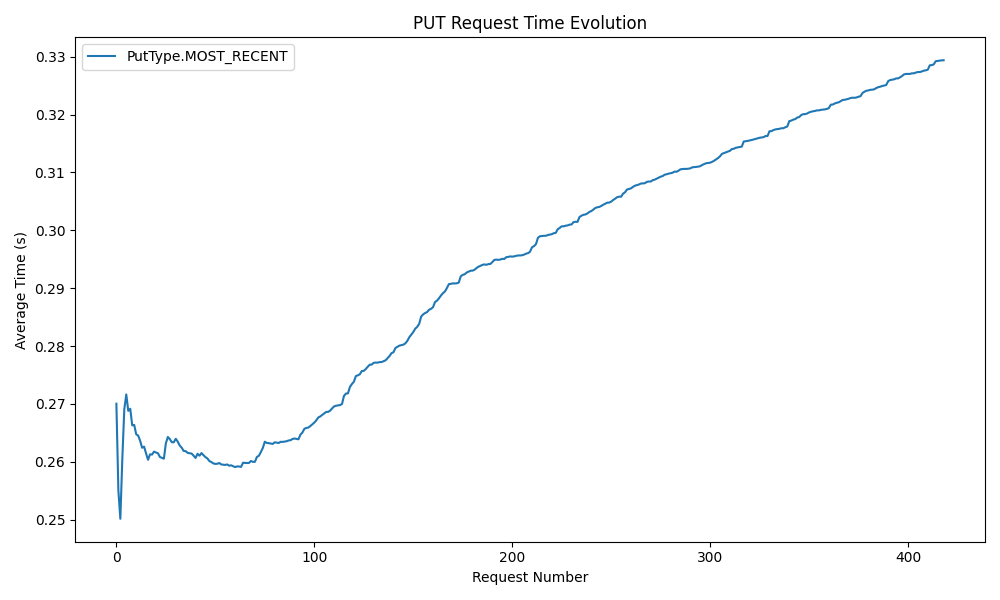 PUT Request Time Evolution
PutType.MOST_RECENT
Average Time (s)
0.33
0.32
0.31
0.30
0.29
0.28
0.27
0.26
0.25
0 100 200 300 400
Request Number